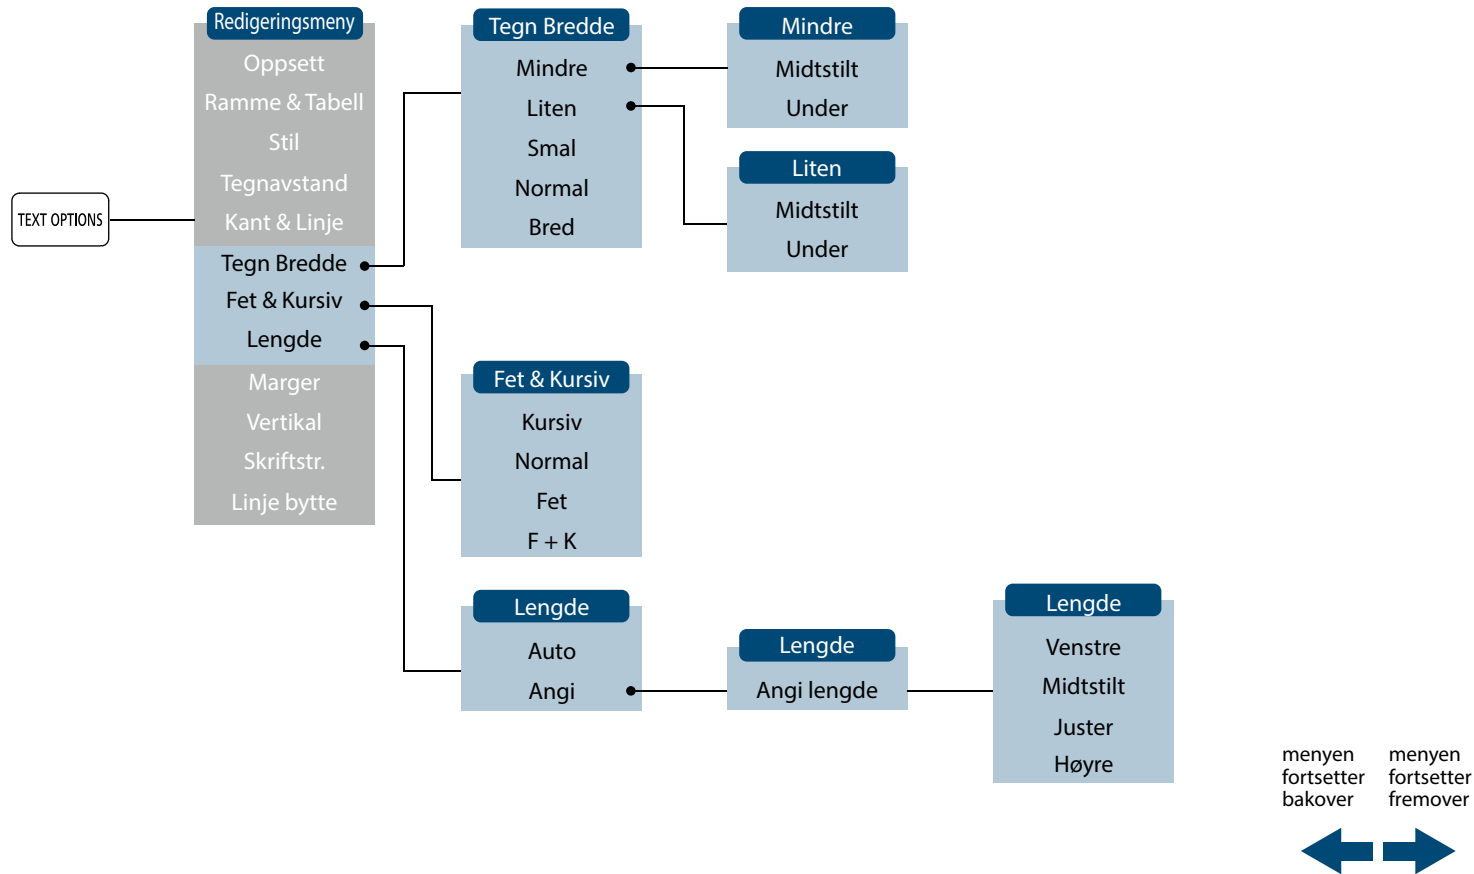 TEXT OPTIONS
Redigeringsmeny
Oppsett
Ramme & Tabell
Stil
Tegnavstand
Kant & Linje
Tegn Bredde
Fet & Kursiv
Lengde
Marger
Vertikal
Skriftstr.
Linje bytte
Tegn Bredde
Mindre
Liten
Smal
Normal
Bred
Mindre
Midtstilt
Under
Liten
Midtstilt
Under
Fet & Kursiv
Kursiv
Normal
Fet
F + K
Lengde
Auto
Angi
Lengde
Angi lengde
Lengde
Venstre
Midtstilt
Juster
Høyre
menyen
fortsetter
bakover
menyen
fortsetter
fremover